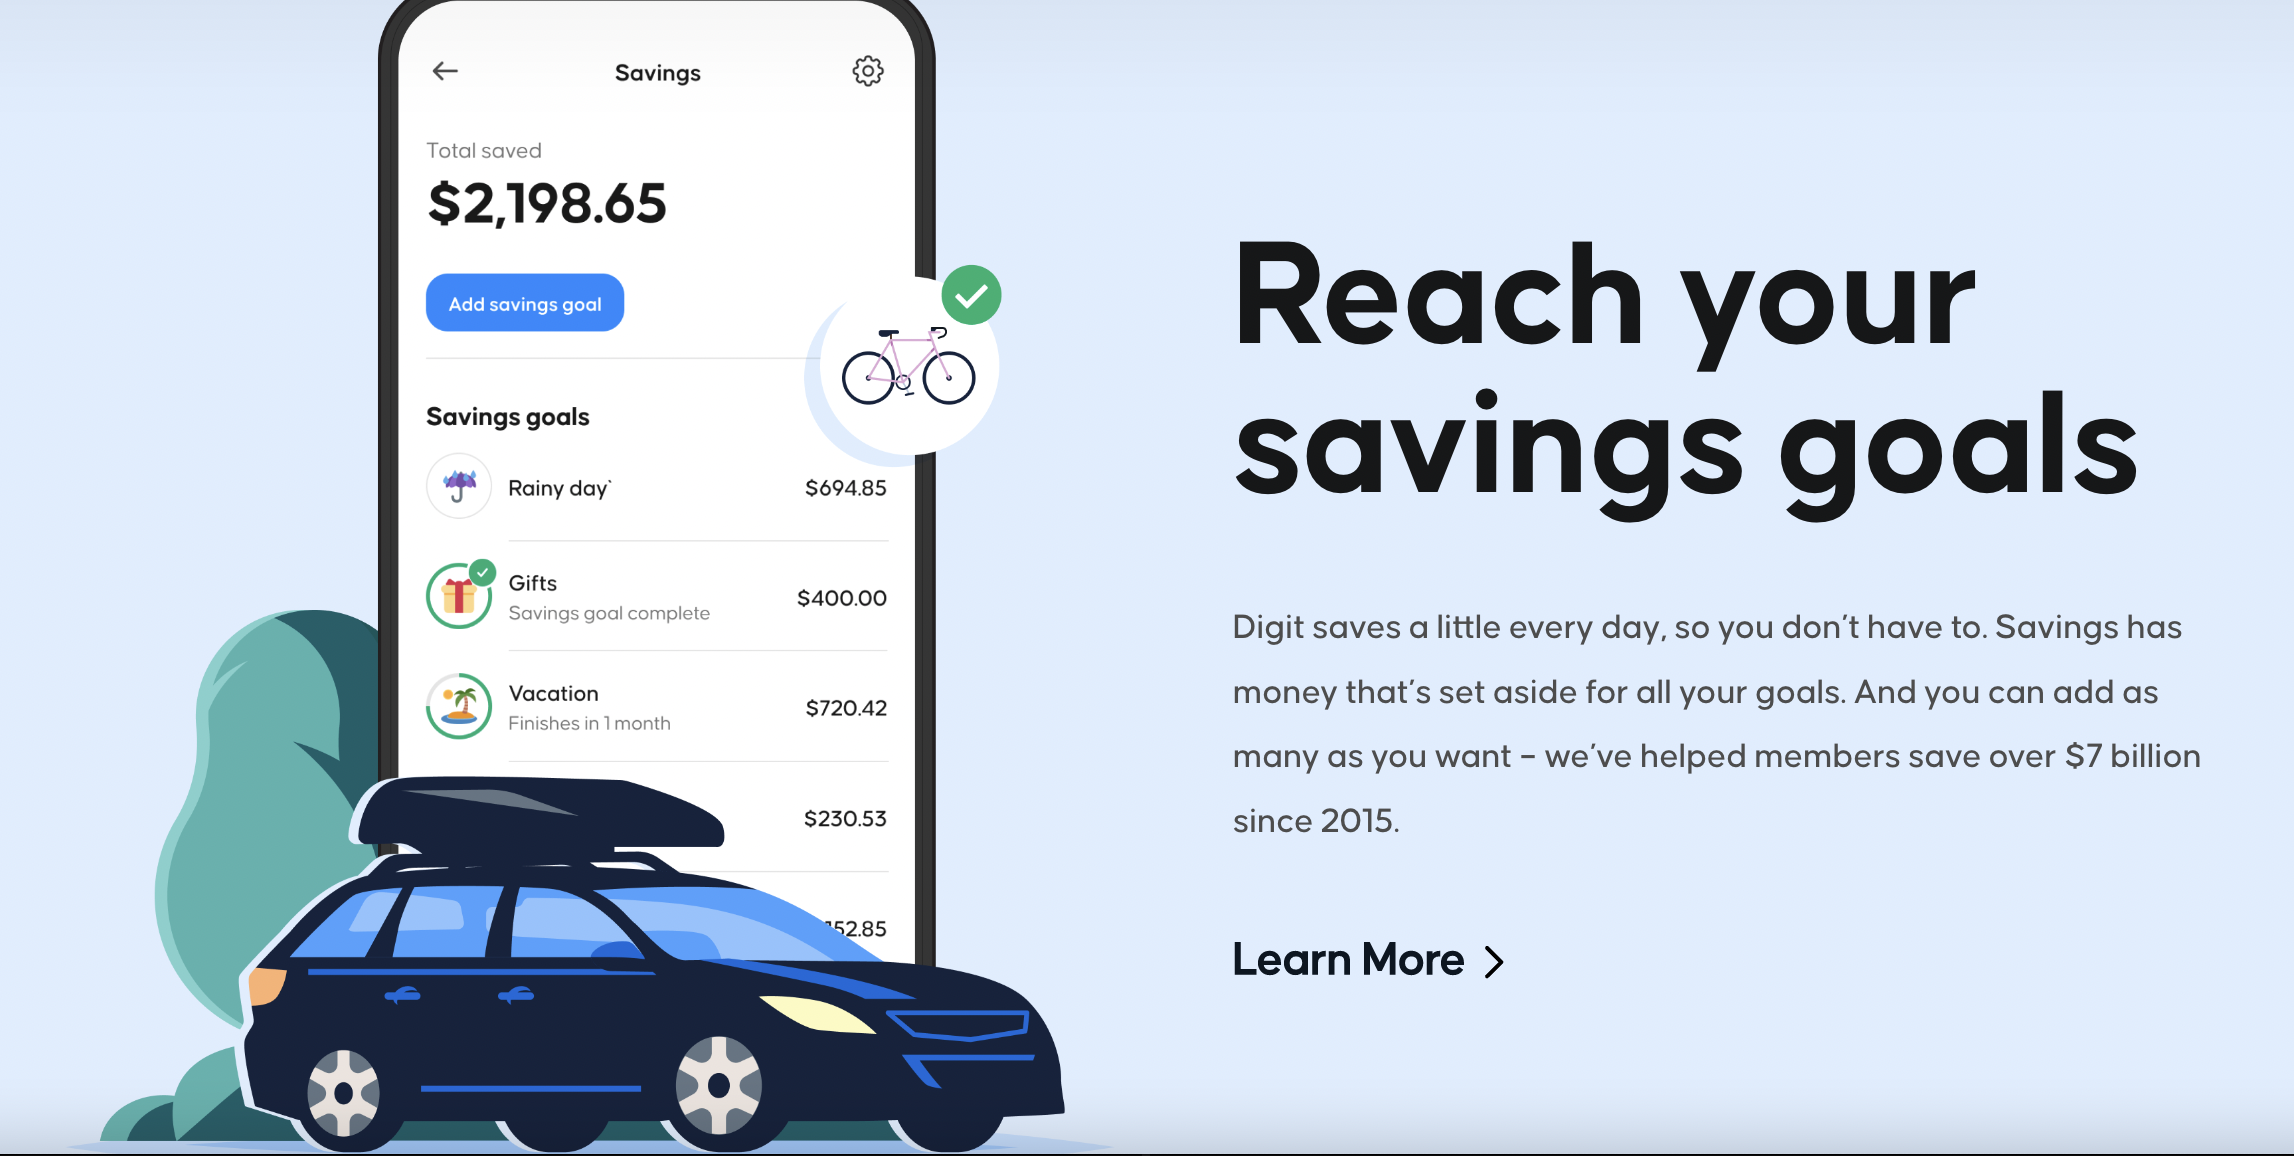 Savings
Total saved
$2,198.65
Add savings goal
Savings goals
Rainy day`
$694.85
Gifts
Savings goal complete
$400.00
Vacation
Finishes in 1 month
$720.42
$230.53
52.85
Reach your
savings goals
Digit saves a little every day, so you don’t have to. Savings has
money that’s set aside for all your goals. And you can add as
many as you want – we’ve helped members save over $7 billion
since 2015.
Learn More